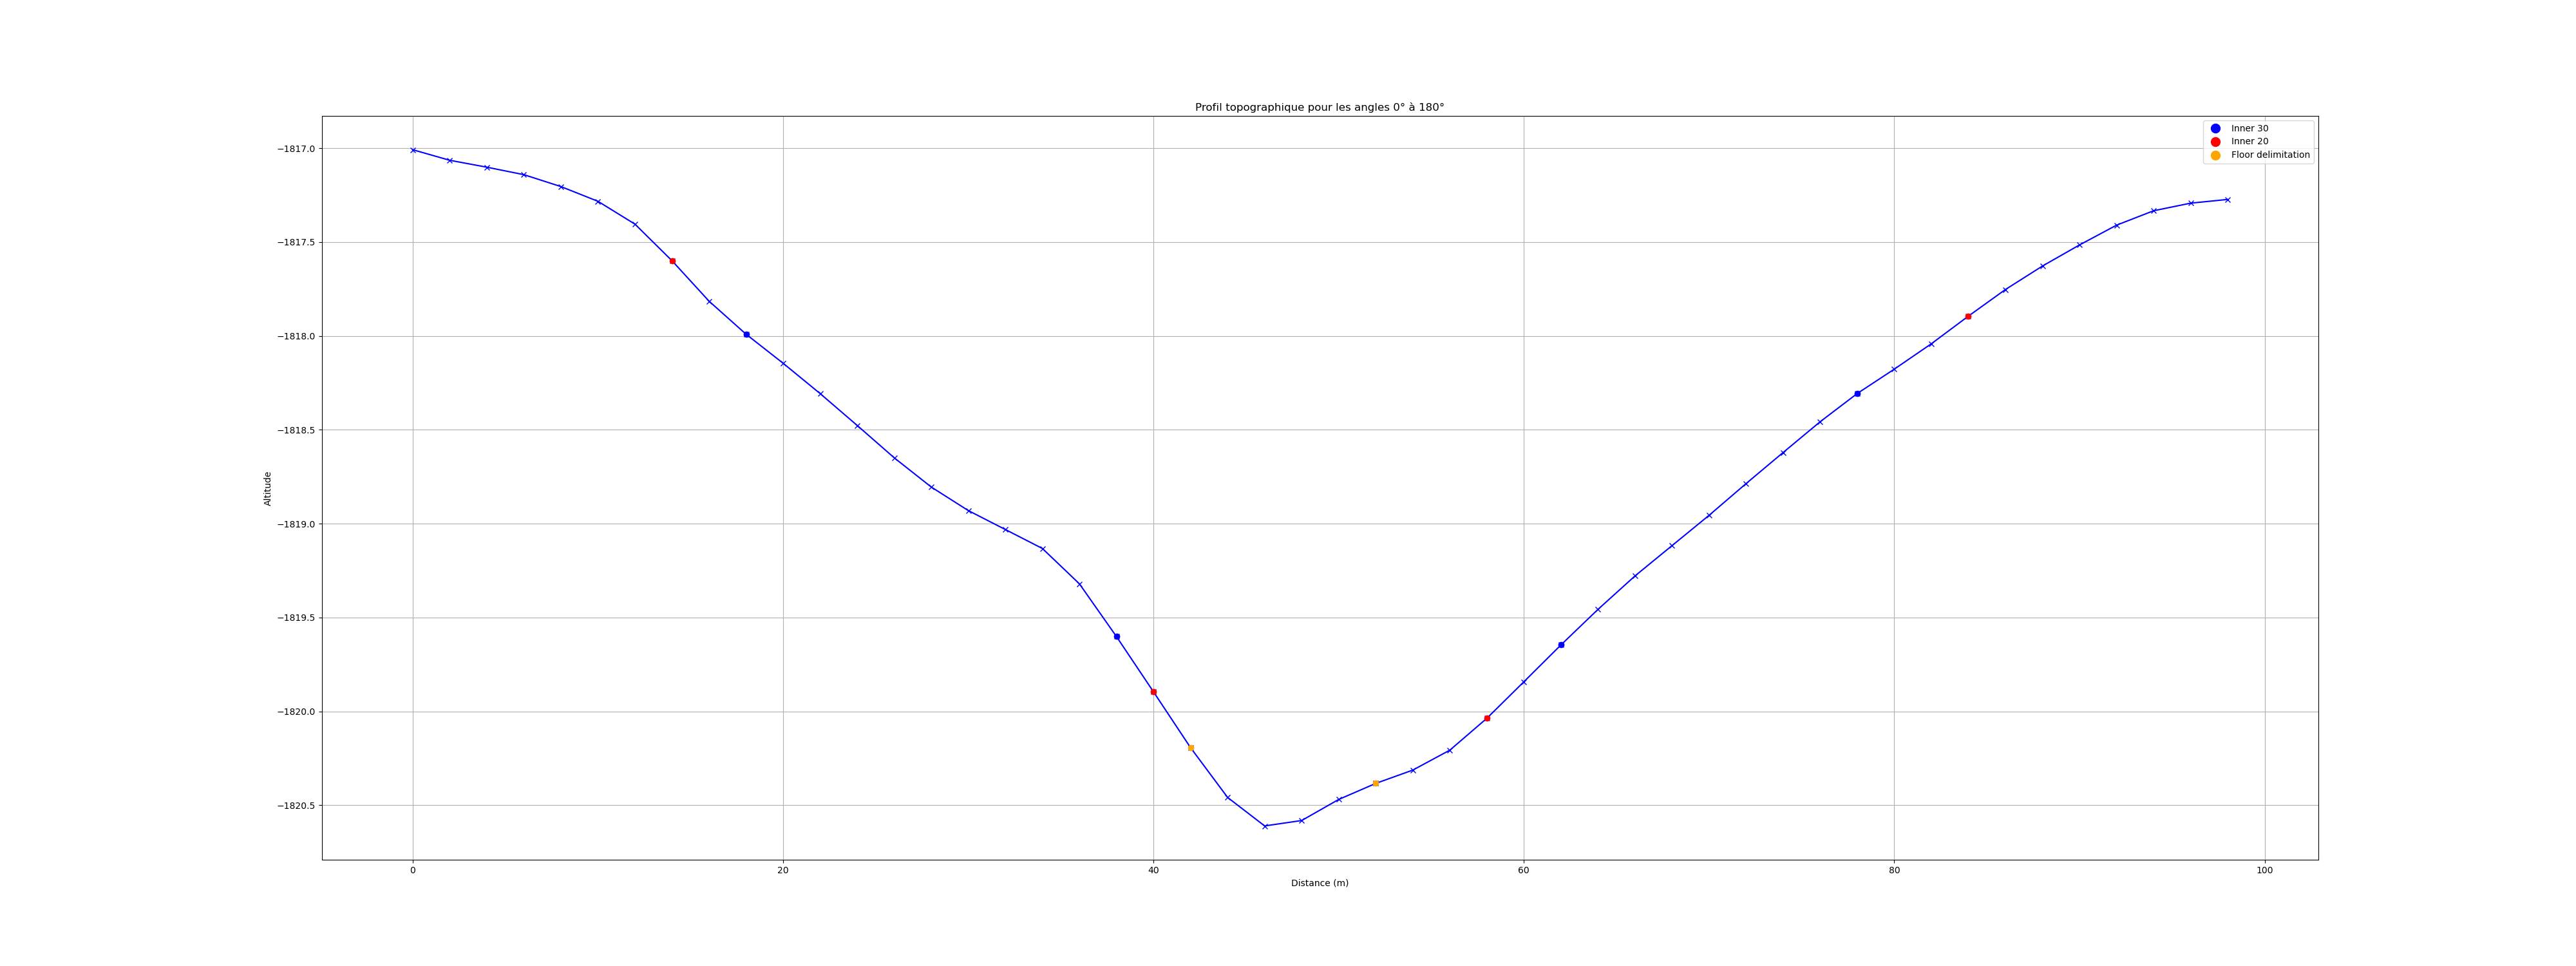 Profil topographique pour les angles 0° à 180°
Inner 30
Inner 20
Floor delimitation
−1817.0
−1817.5
−1818.0
−1818.5
−1819.0
−1819.5
−1820.0
−1820.5
Altitude
0
20
40
60
80
100
Distance (m)